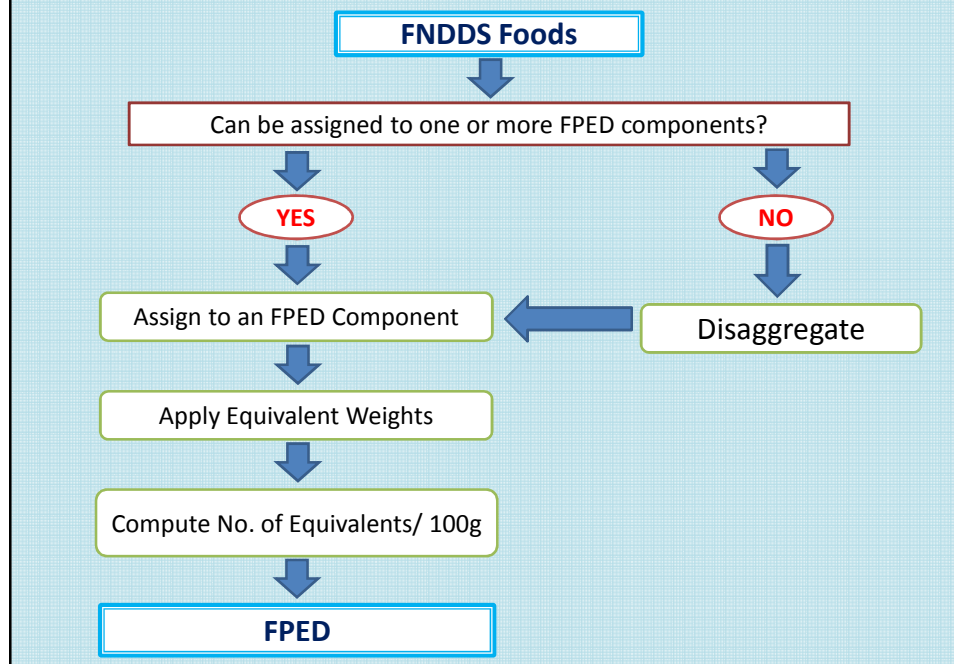 FNDDS Foods
Can be assigned to one or more FPED components?
YES
NO
Assign to an FPED Component
Disaggregate
Apply Equivalent Weights
Compute No. of Equivalents/ 100g
FPED